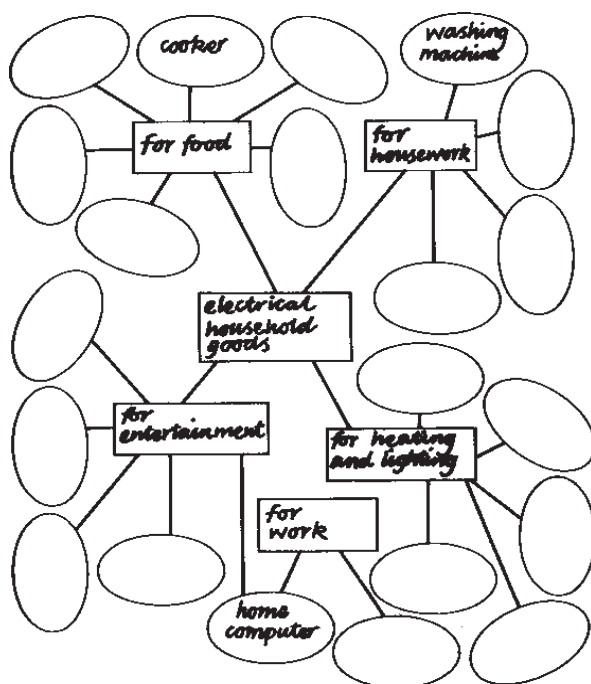 cooker
washing
machine
for food
for
housework
electrical
household
goods
for
entertainment
for heating
and lighting
for
work
home
computer